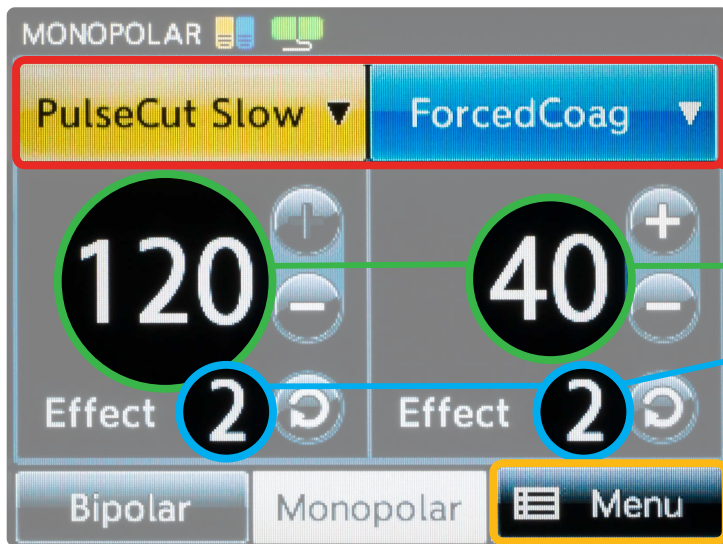 MONOPOLAR
PulseCut Slow ▼ ForcedCoag ▼
120 + 40 +
− −
Effect 2 Effect 2
Bipolar Monopolar Menu